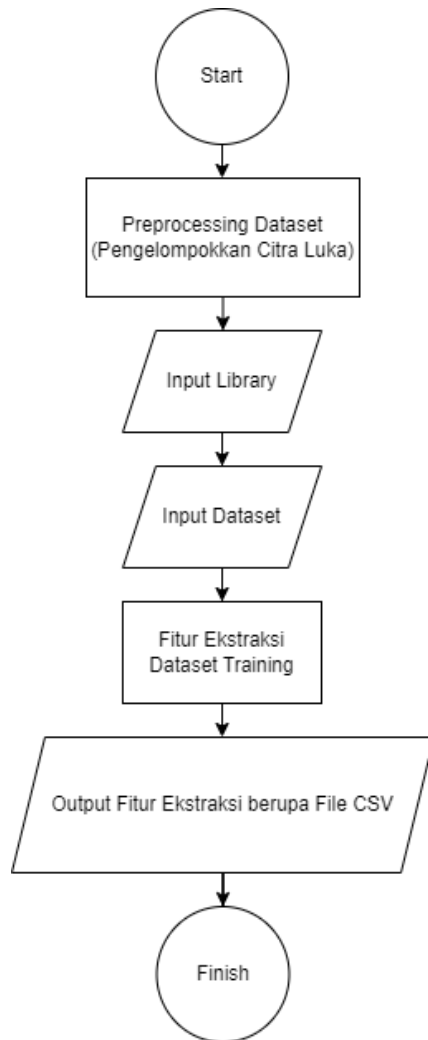 Start
Preprocessing Dataset
(Pengelompokkan Citra Luka)
Input Library
Input Dataset
Fitur Ekstraksi
Dataset Training
Output Fitur Ekstraksi berupa File CSV
Finish